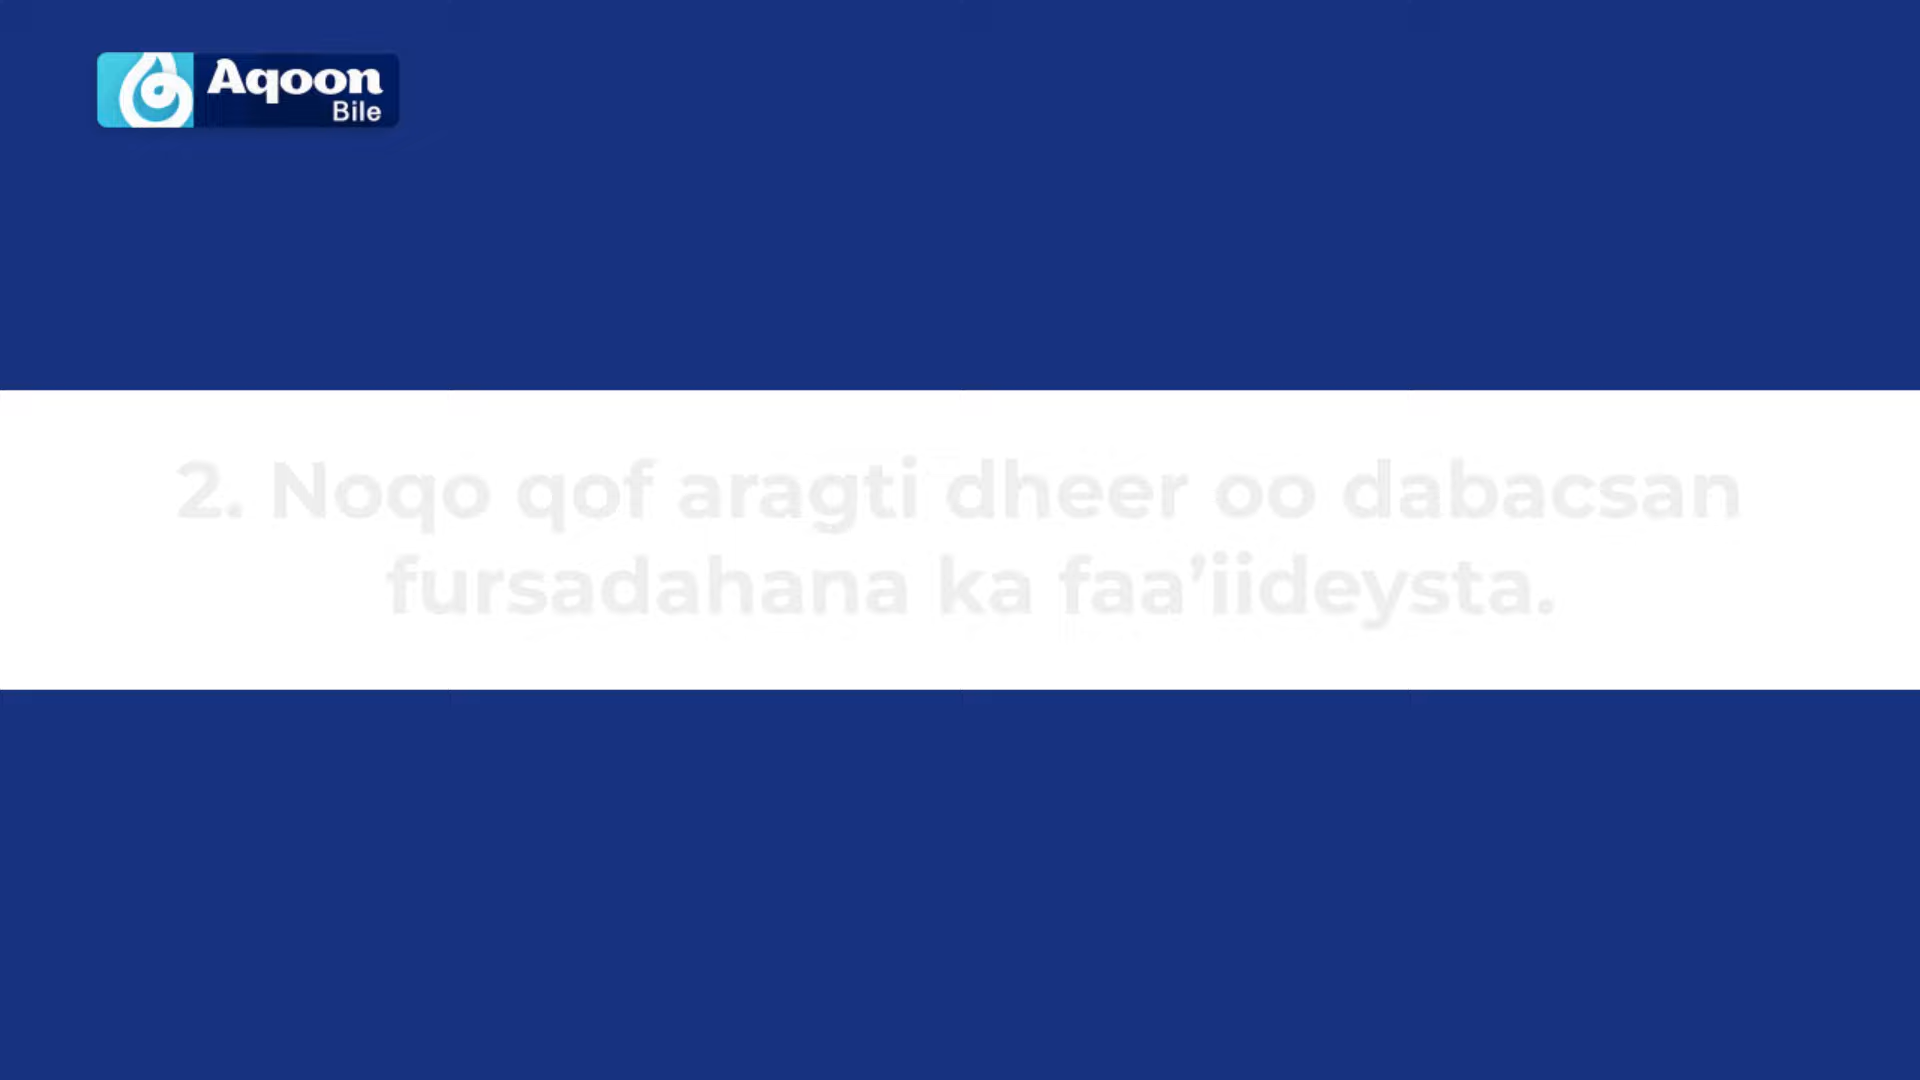 Aqoon
Bile
2. Noqo qof aragti dheer oo dabacsan
fursadahana ka faa’iideysta.